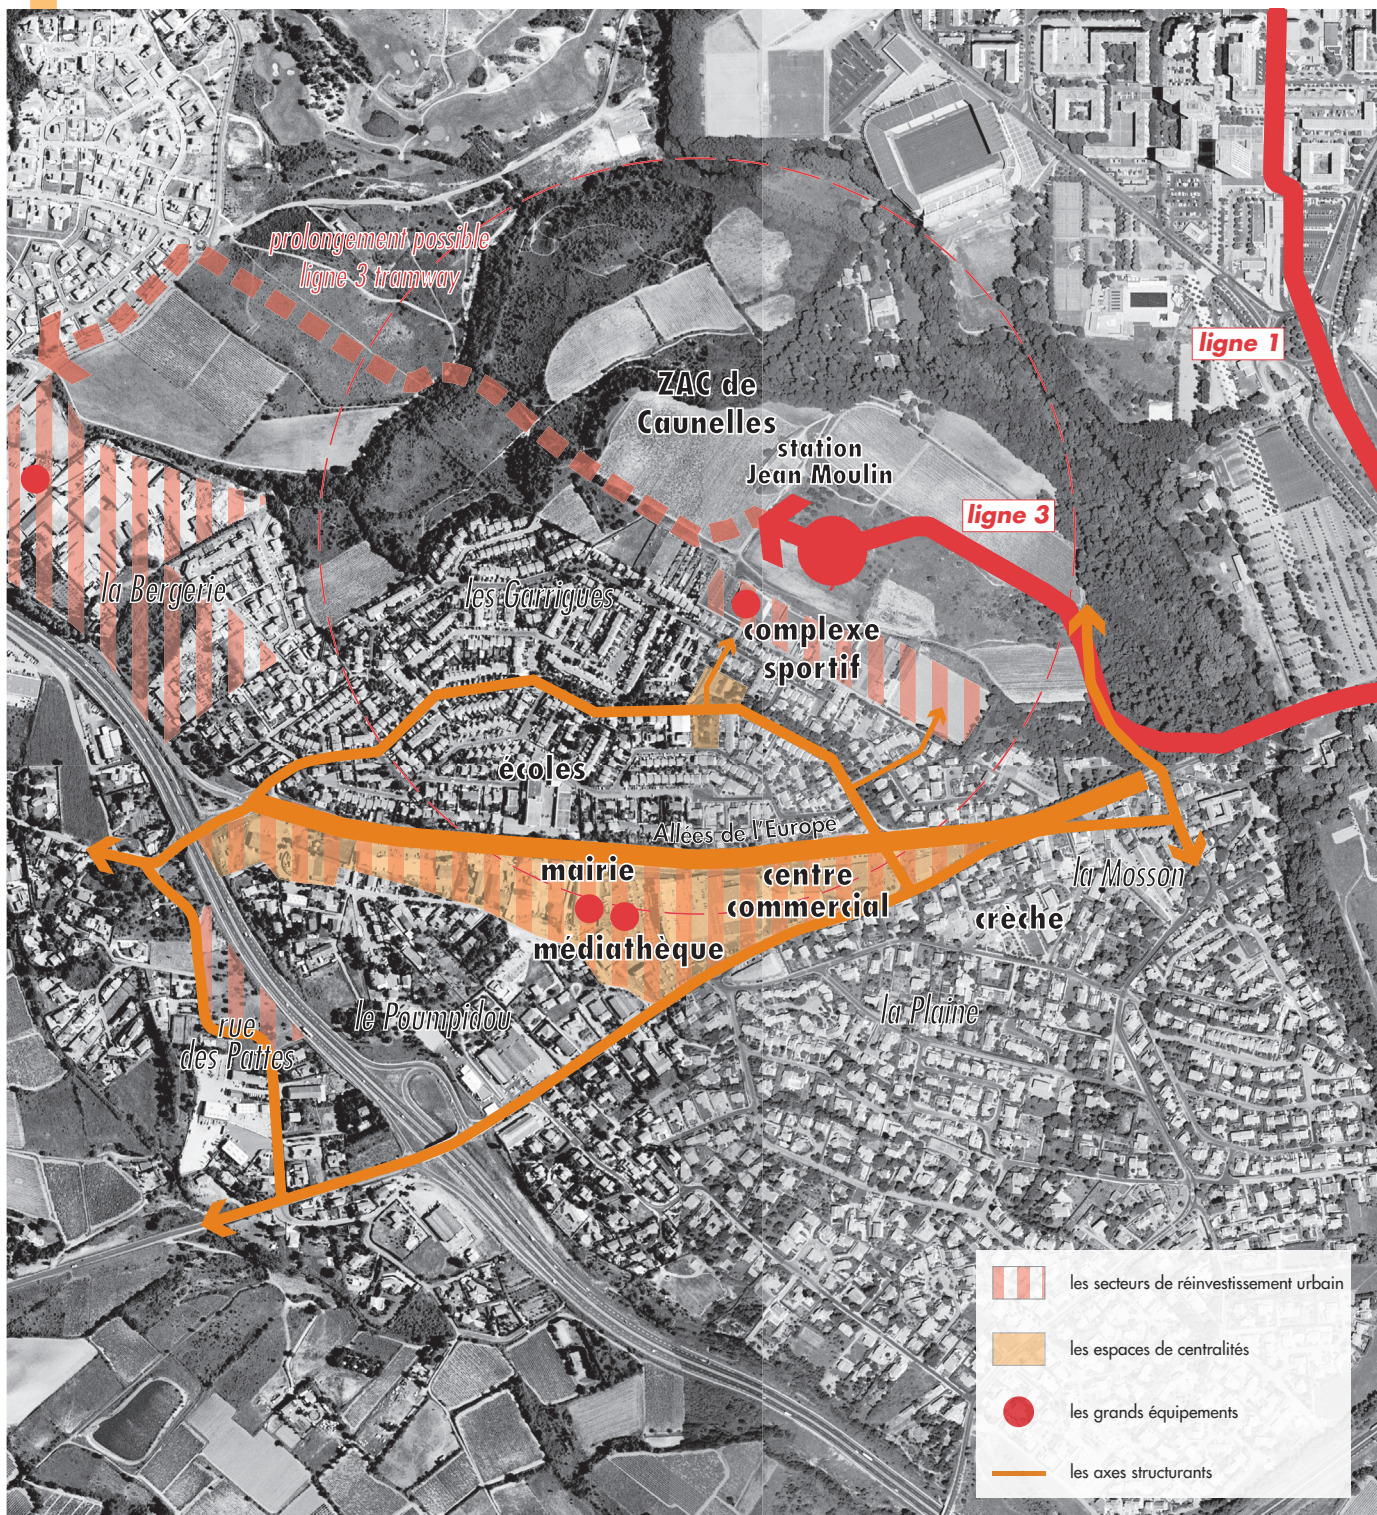 prolongement possible
ligne 3 tramway
ligne 1
ZAC de
Caunelles
station
Jean Moulin
ligne 3
la Bergerie
les Garrigues
complexe
sportif
écoles
Allées de l'Europe
mairie
centre
commercial
la Mosson
crèche
médiathèque
le Poumpidou
la Plaine
rue
des Pattes
les secteurs de réinvestissement urbain
les espaces de centralités
les grands équipements
les axes structurants